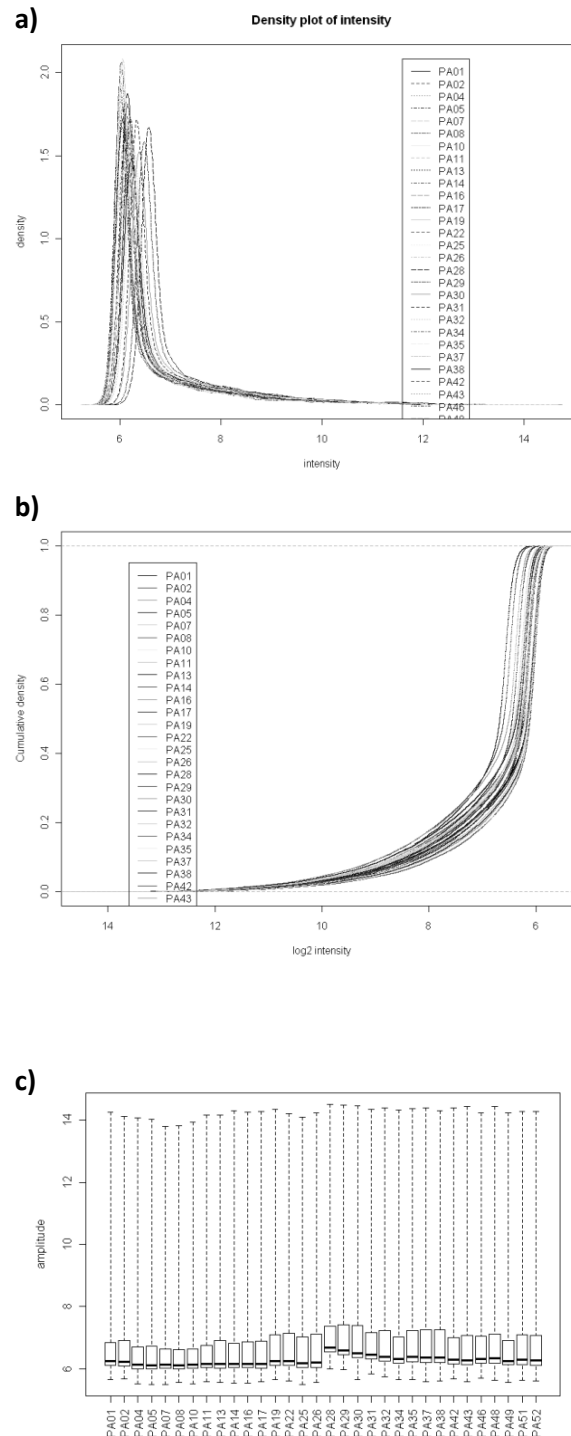 a)
Density plot of intensity
2.0
1.5
1.0
0.5
0.0
density
6 8 10 12 14
intensity
PA01
PA02
PA04
PA05
PA07
PA08
PA10
PA11
PA13
PA14
PA16
PA17
PA19
PA22
PA25
PA26
PA28
PA29
PA30
PA31
PA32
PA34
PA35
PA37
PA38
PA42
PA43
PA46
b)
1.0
0.8
0.6
0.4
0.2
0.0
Cumulative density
PA01
PA02
PA04
PA05
PA07
PA08
PA10
PA11
PA13
PA14
PA16
PA17
PA19
PA22
PA25
PA26
PA28
PA29
PA30
PA31
PA32
PA34
PA35
PA37
PA38
PA42
PA43
14 12 10 8 6
log2 intensity
c)
14
12
10
8
6
amplitude
PA01 PA02 PA04 PA05 PA07 PA08 PA10 PA11 PA13 PA14 PA16 PA17 PA19 PA22 PA25 PA26 PA28 PA29 PA30 PA31 PA32 PA34 PA35 PA37 PA38 PA42 PA43 PA46 PA48 PA49 PA51 PA52